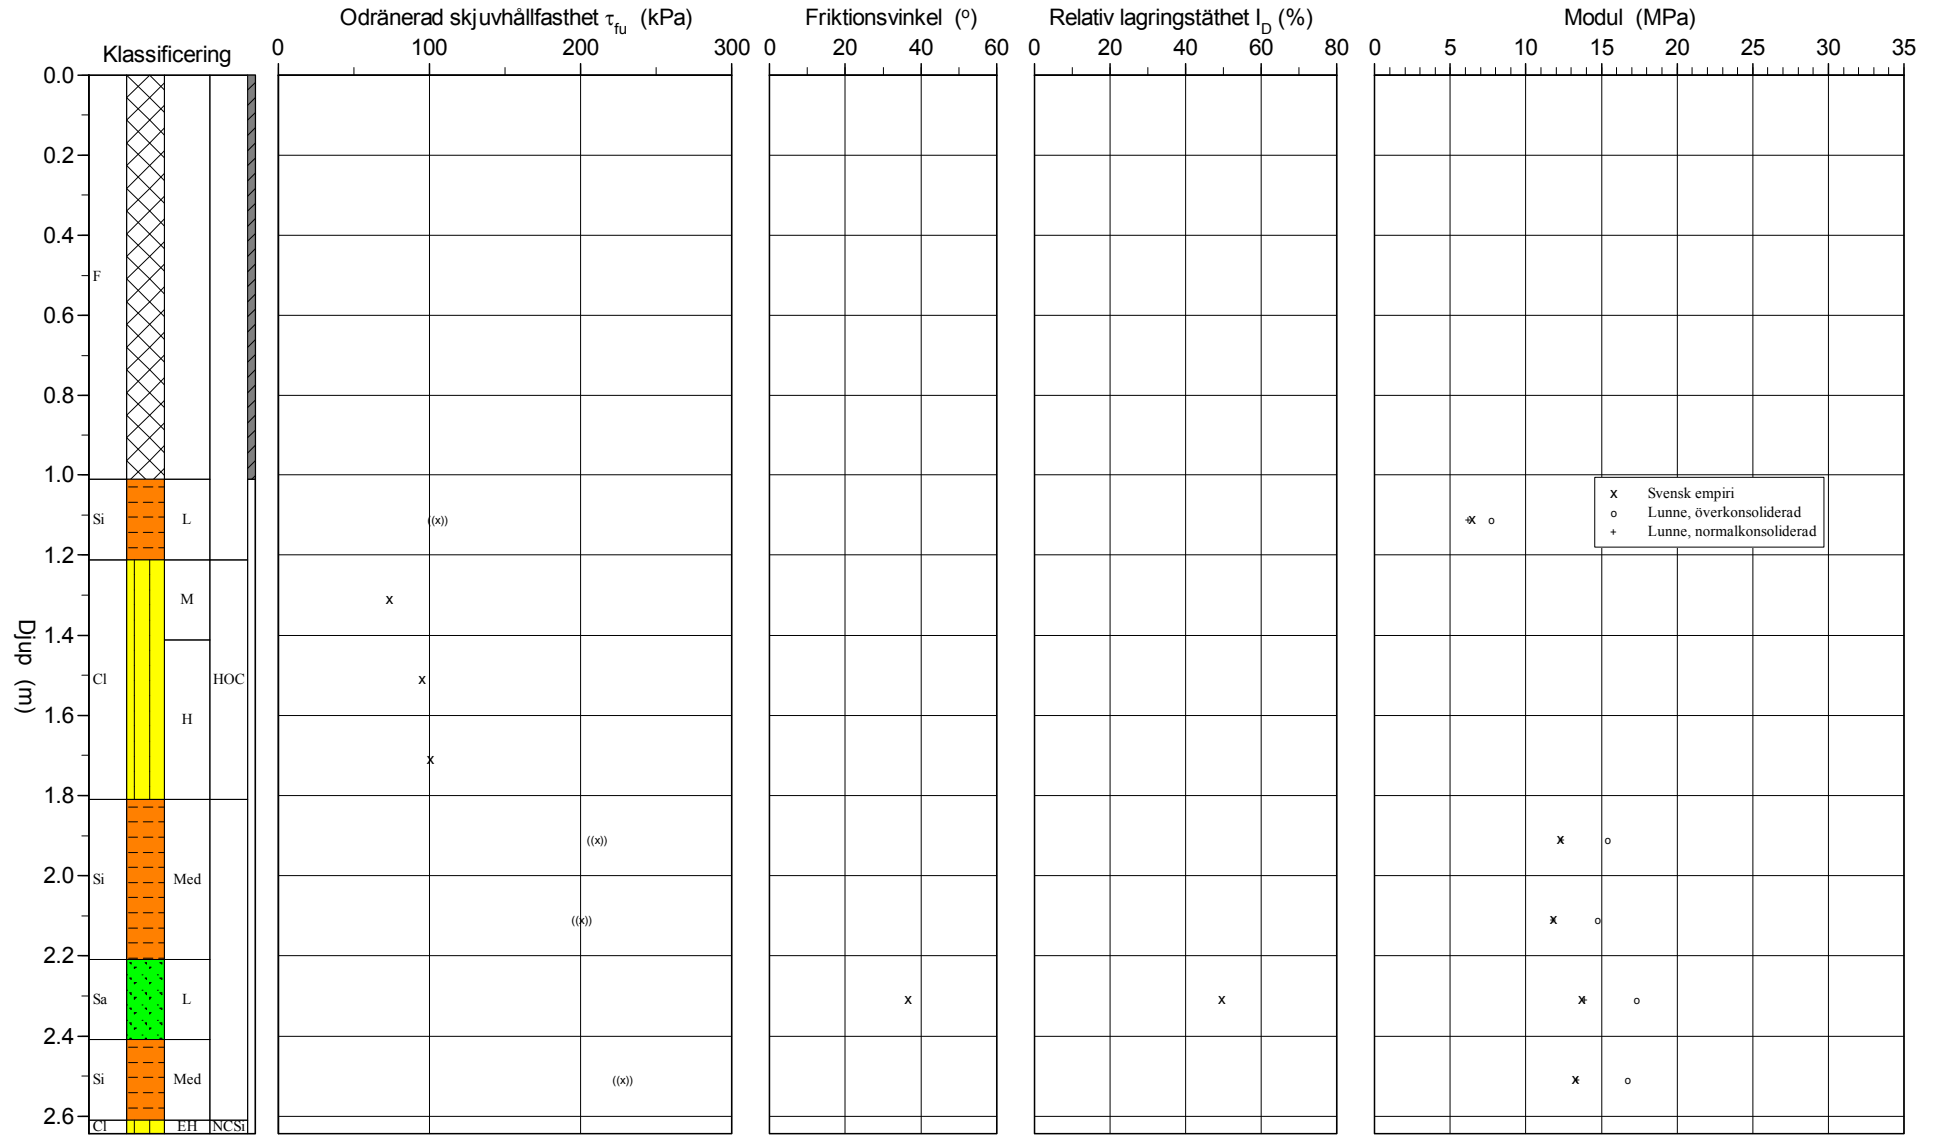 Odränerad skjuvhållfasthet τfu (kPa)
Friktionsvinkel (o)
Relativ lagringstäthet ID (%)
Modul (MPa)
Klassificering
0 100 200 300
0 20 40 60
0 20 40 60 80
0 5 10 15 20 25 30 35
Djup (m)
0.0
0.2
0.4
0.6
0.8
1.0
1.2
1.4
1.6
1.8
2.0
2.2
2.4
2.6
F
Si L
M
Cl HOC
H
Si Med
Sa L
Si Med
Cl EH NCSi
((x))
x
x
x
((x))
((x))
((x))
x
x
x Svensk empiri
o Lunne, överkonsoliderad
+ Lunne, normalkonsoliderad